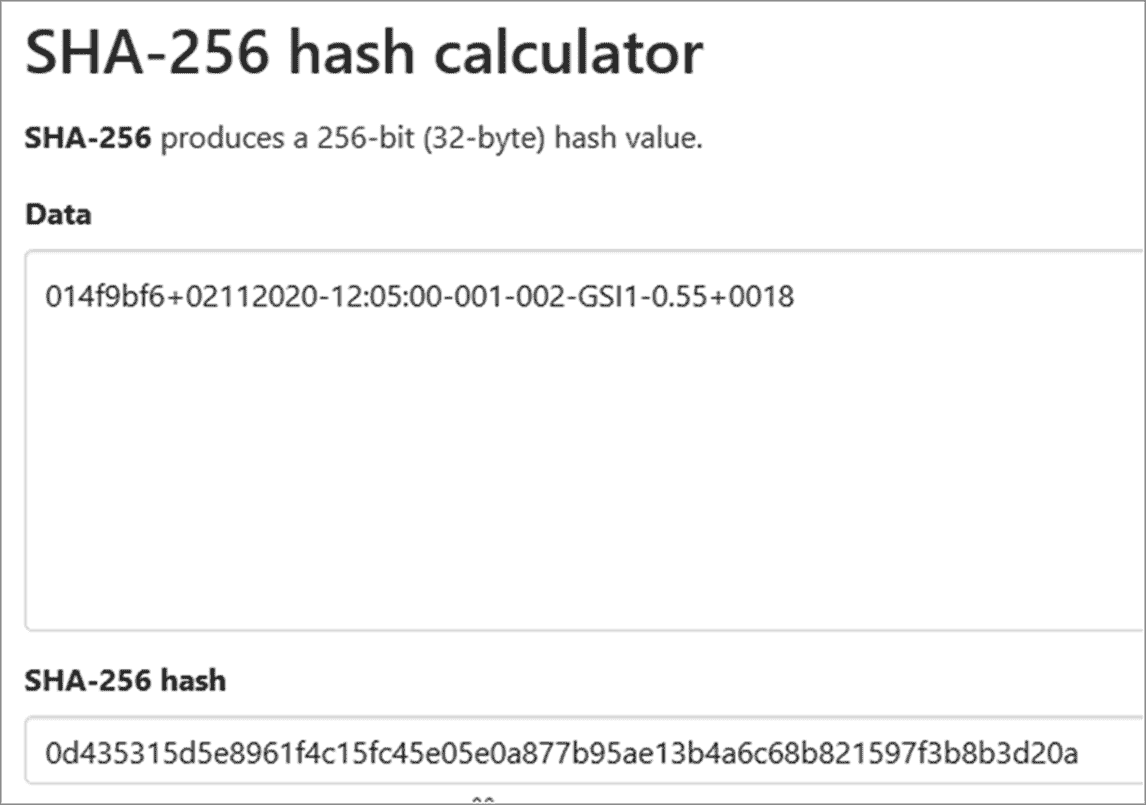 SHA-256 hash calculator
SHA-256 produces a 256-bit (32-byte) hash value.
Data
014f9bf6+02112020-12:05:00-001-002-GSI1-0.55+0018
SHA-256 hash
0d435315d5e8961f4c15fc45e05e0a877b95ae13b4a6c68b821597f3b8b3d20a